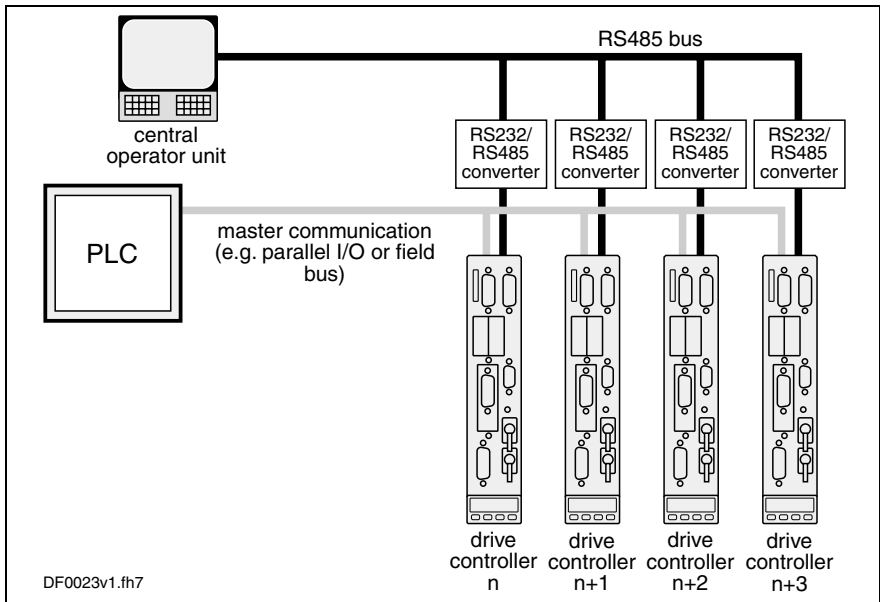 RS485 bus
central
operator unit
RS232/
RS485
converter
RS232/
RS485
converter
RS232/
RS485
converter
RS232/
RS485
converter
PLC
master communication
(e.g. parallel I/O or field
bus)
drive
controller
n
drive
controller
n+1
drive
controller
n+2
drive
controller
n+3
DF0023v1.fh7